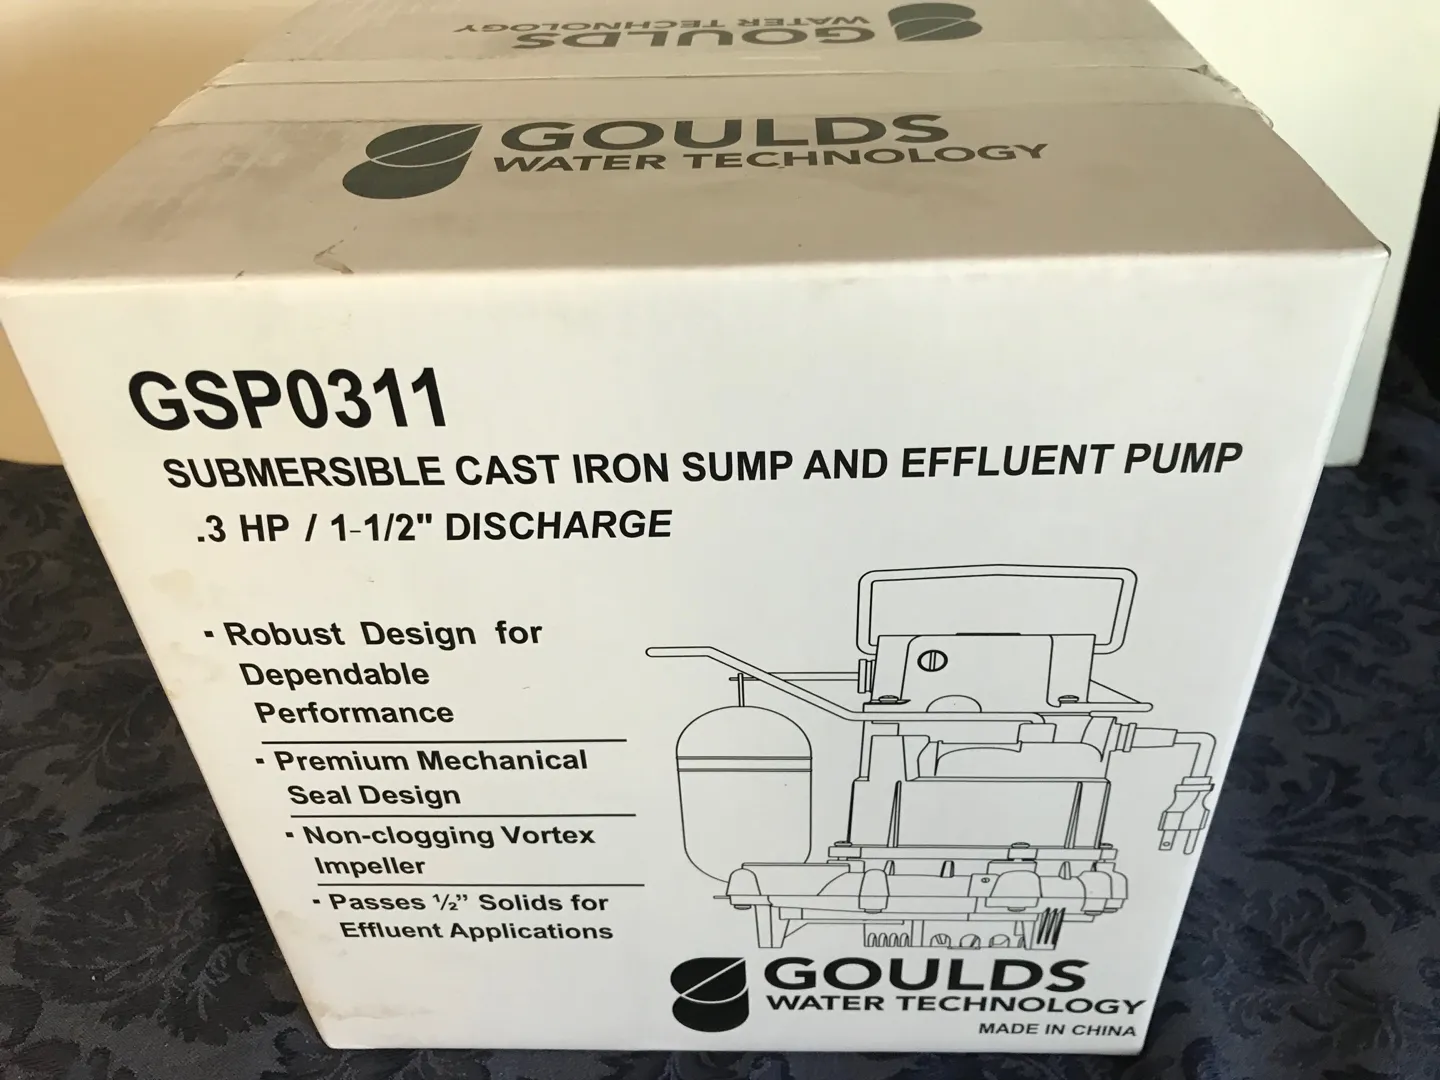 GOULDS
WATER TECHNOLOGY
GOULDS
WATER TECHNOLOGY
GSP0311
SUBMERSIBLE CAST IRON SUMP AND EFFLUENT PUMP
.3 HP / 1-1/2" DISCHARGE
▪ Robust Design for
Dependable
Performance
▪ Premium Mechanical
Seal Design
▪ Non-clogging Vortex
Impeller
▪ Passes ½” Solids for
Effluent Applications
GOULDS
WATER TECHNOLOGY
MADE IN CHINA